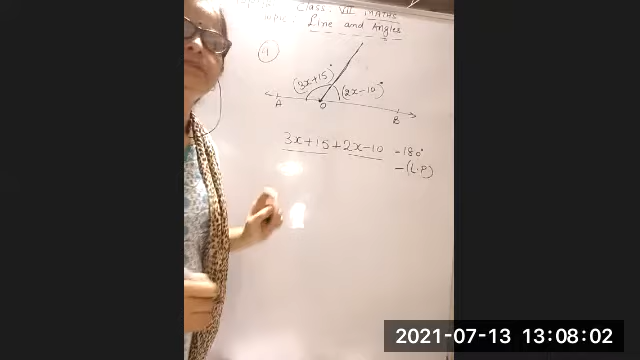 Class. VII MATHS
Line and Angles
1
(3x+15)°
(2x-10)°
A
O
B
3x+15+2x-10 =180°
-(L.P)
2021-07-13 13:08:02